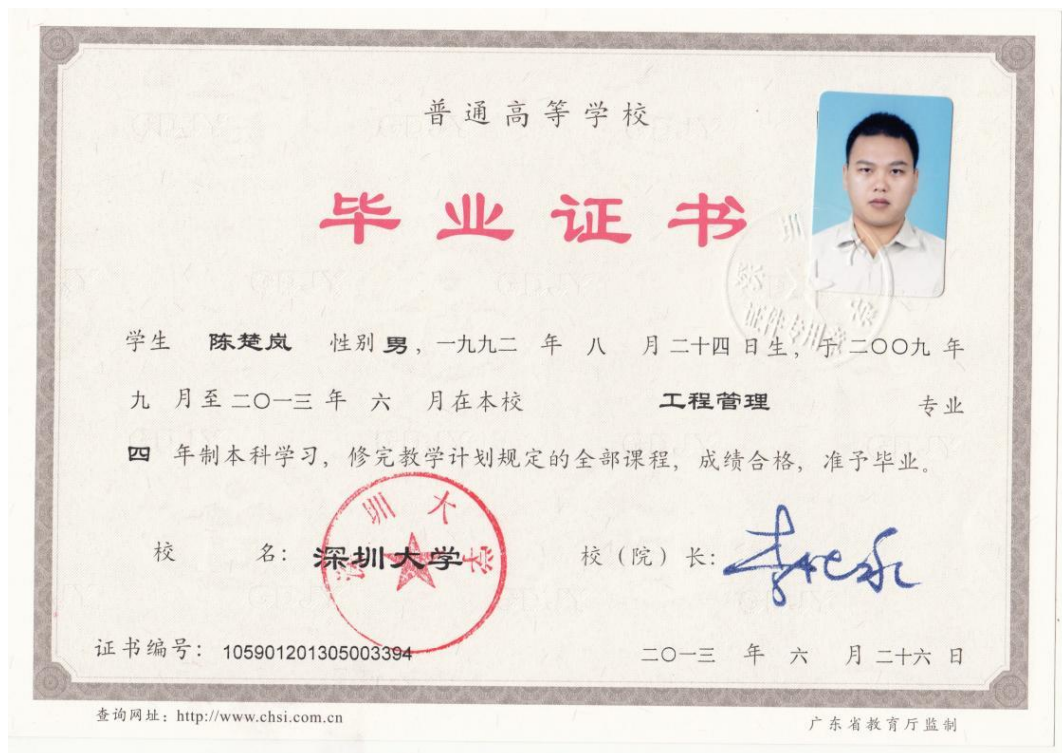 普通高等学校
毕业证书
学生 陈楚岚 性别 男，一九九二 年 八 月 二十四 日生，于 二〇〇九 年
九 月至 二〇一三 年 六 月在本校 工程管理 专业
四 年制本科学习，修完教学计划规定的全部课程，成绩合格，准予毕业。
校 名： 深圳大学
校（院）长：
深圳大学
证书编号： 105901201305003394
二〇一三 年 六 月 二十六 日
查询网址：http://www.chsi.com.cn
广东省教育厅监制